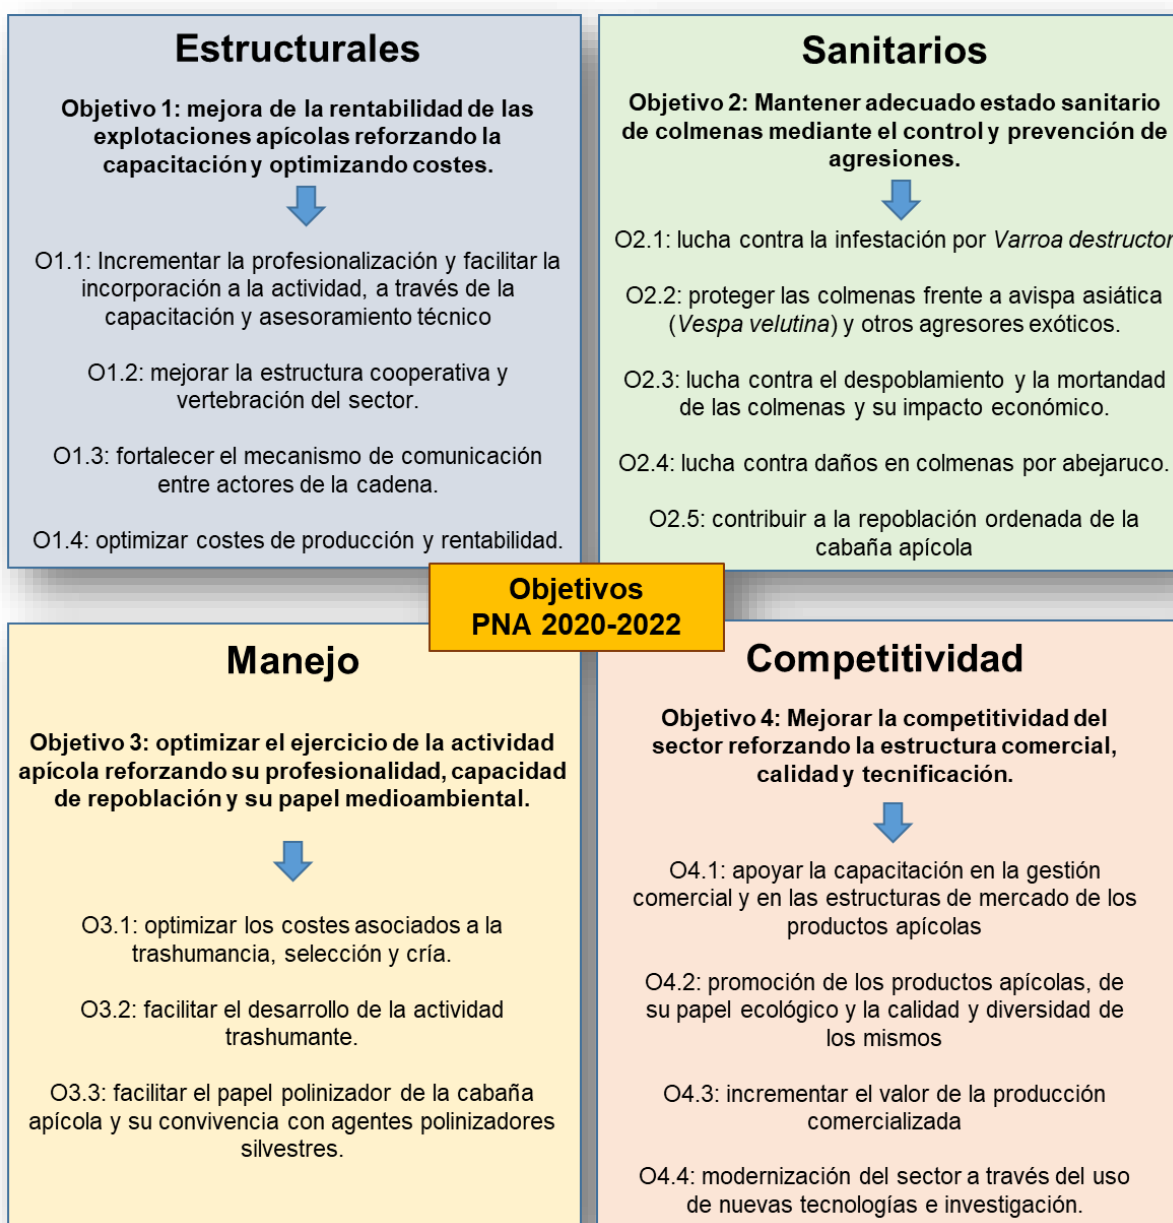 Estructurales
Objetivo 1: mejora de la rentabilidad de las
explotaciones apícolas reforzando la
capacitación y optimizando costes.
O1.1: Incrementar la profesionalización y facilitar la
incorporación a la actividad, a través de la
capacitación y asesoramiento técnico
O1.2: mejorar la estructura cooperativa y
vertebración del sector.
O1.3: fortalecer el mecanismo de comunicación
entre actores de la cadena.
O1.4: optimizar costes de producción y rentabilidad.
Sanitarios
Objetivo 2: Mantener adecuado estado sanitario
de colmenas mediante el control y prevención de
agresiones.
O2.1: lucha contra la infestación por Varroa destructor
O2.2: proteger las colmenas frente a avispa asiática
(Vespa velutina) y otros agresores exóticos.
O2.3: lucha contra el despoblamiento y la mortandad
de las colmenas y su impacto económico.
O2.4: lucha contra daños en colmenas por abejaruco.
O2.5: contribuir a la repoblación ordenada de la
cabaña apícola
Objetivos
PNA 2020-2022
Manejo
Objetivo 3: optimizar el ejercicio de la actividad
apícola reforzando su profesionalidad, capacidad
de repoblación y su papel medioambiental.
O3.1: optimizar los costes asociados a la
trashumancia, selección y cría.
O3.2: facilitar el desarrollo de la actividad
trashumante.
O3.3: facilitar el papel polinizador de la cabaña
apícola y su convivencia con agentes polinizadores
silvestres.
Competitividad
Objetivo 4: Mejorar la competitividad del
sector reforzando la estructura comercial,
calidad y tecnificación.
O4.1: apoyar la capacitación en la gestión
comercial y en las estructuras de mercado de los
productos apícolas
O4.2: promoción de los productos apícolas, de
su papel ecológico y la calidad y diversidad de
los mismos
O4.3: incrementar el valor de la producción
comercializada
O4.4: modernización del sector a través del uso
de nuevas tecnologías e investigación.